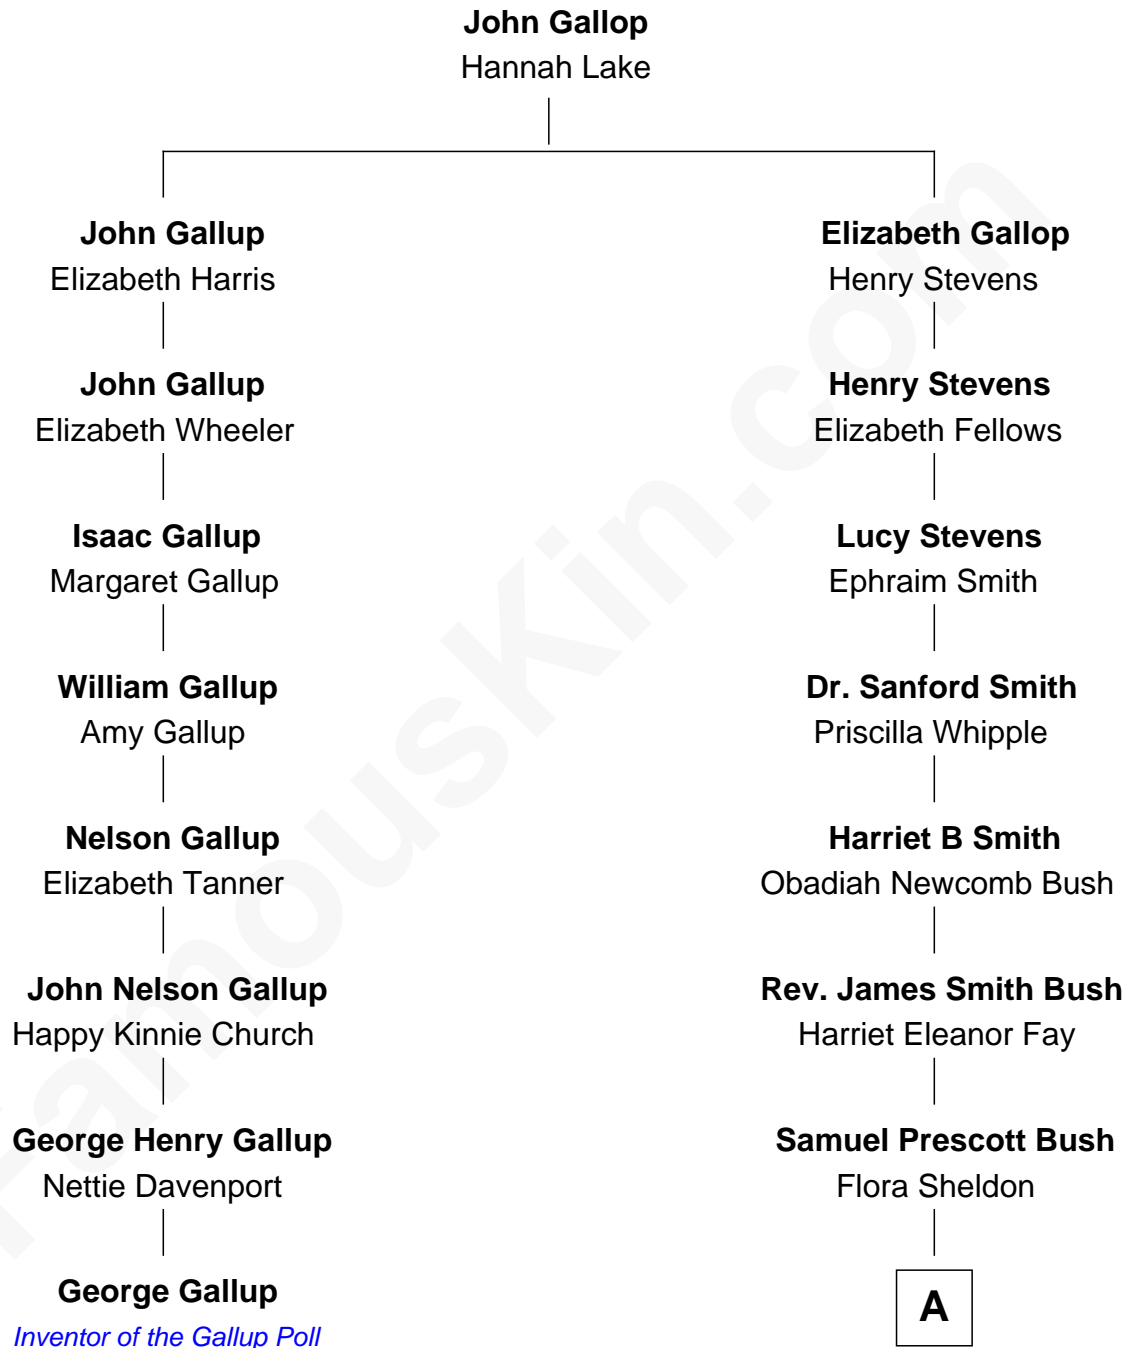 John Gallop
Hannah Lake
John Gallup
Elizabeth Harris
Elizabeth Gallop
Henry Stevens
John Gallup
Elizabeth Wheeler
Henry Stevens
Elizabeth Fellows
Isaac Gallup
Margaret Gallup
Lucy Stevens
Ephraim Smith
William Gallup
Amy Gallup
Dr. Sanford Smith
Priscilla Whipple
Nelson Gallup
Elizabeth Tanner
Harriet B Smith
Obadiah Newcomb Bush
John Nelson Gallup
Happy Kinnie Church
Rev. James Smith Bush
Harriet Eleanor Fay
George Henry Gallup
Nettie Davenport
Samuel Prescott Bush
Flora Sheldon
George Gallup
Inventor of the Gallup Poll
A
FamousKin.com